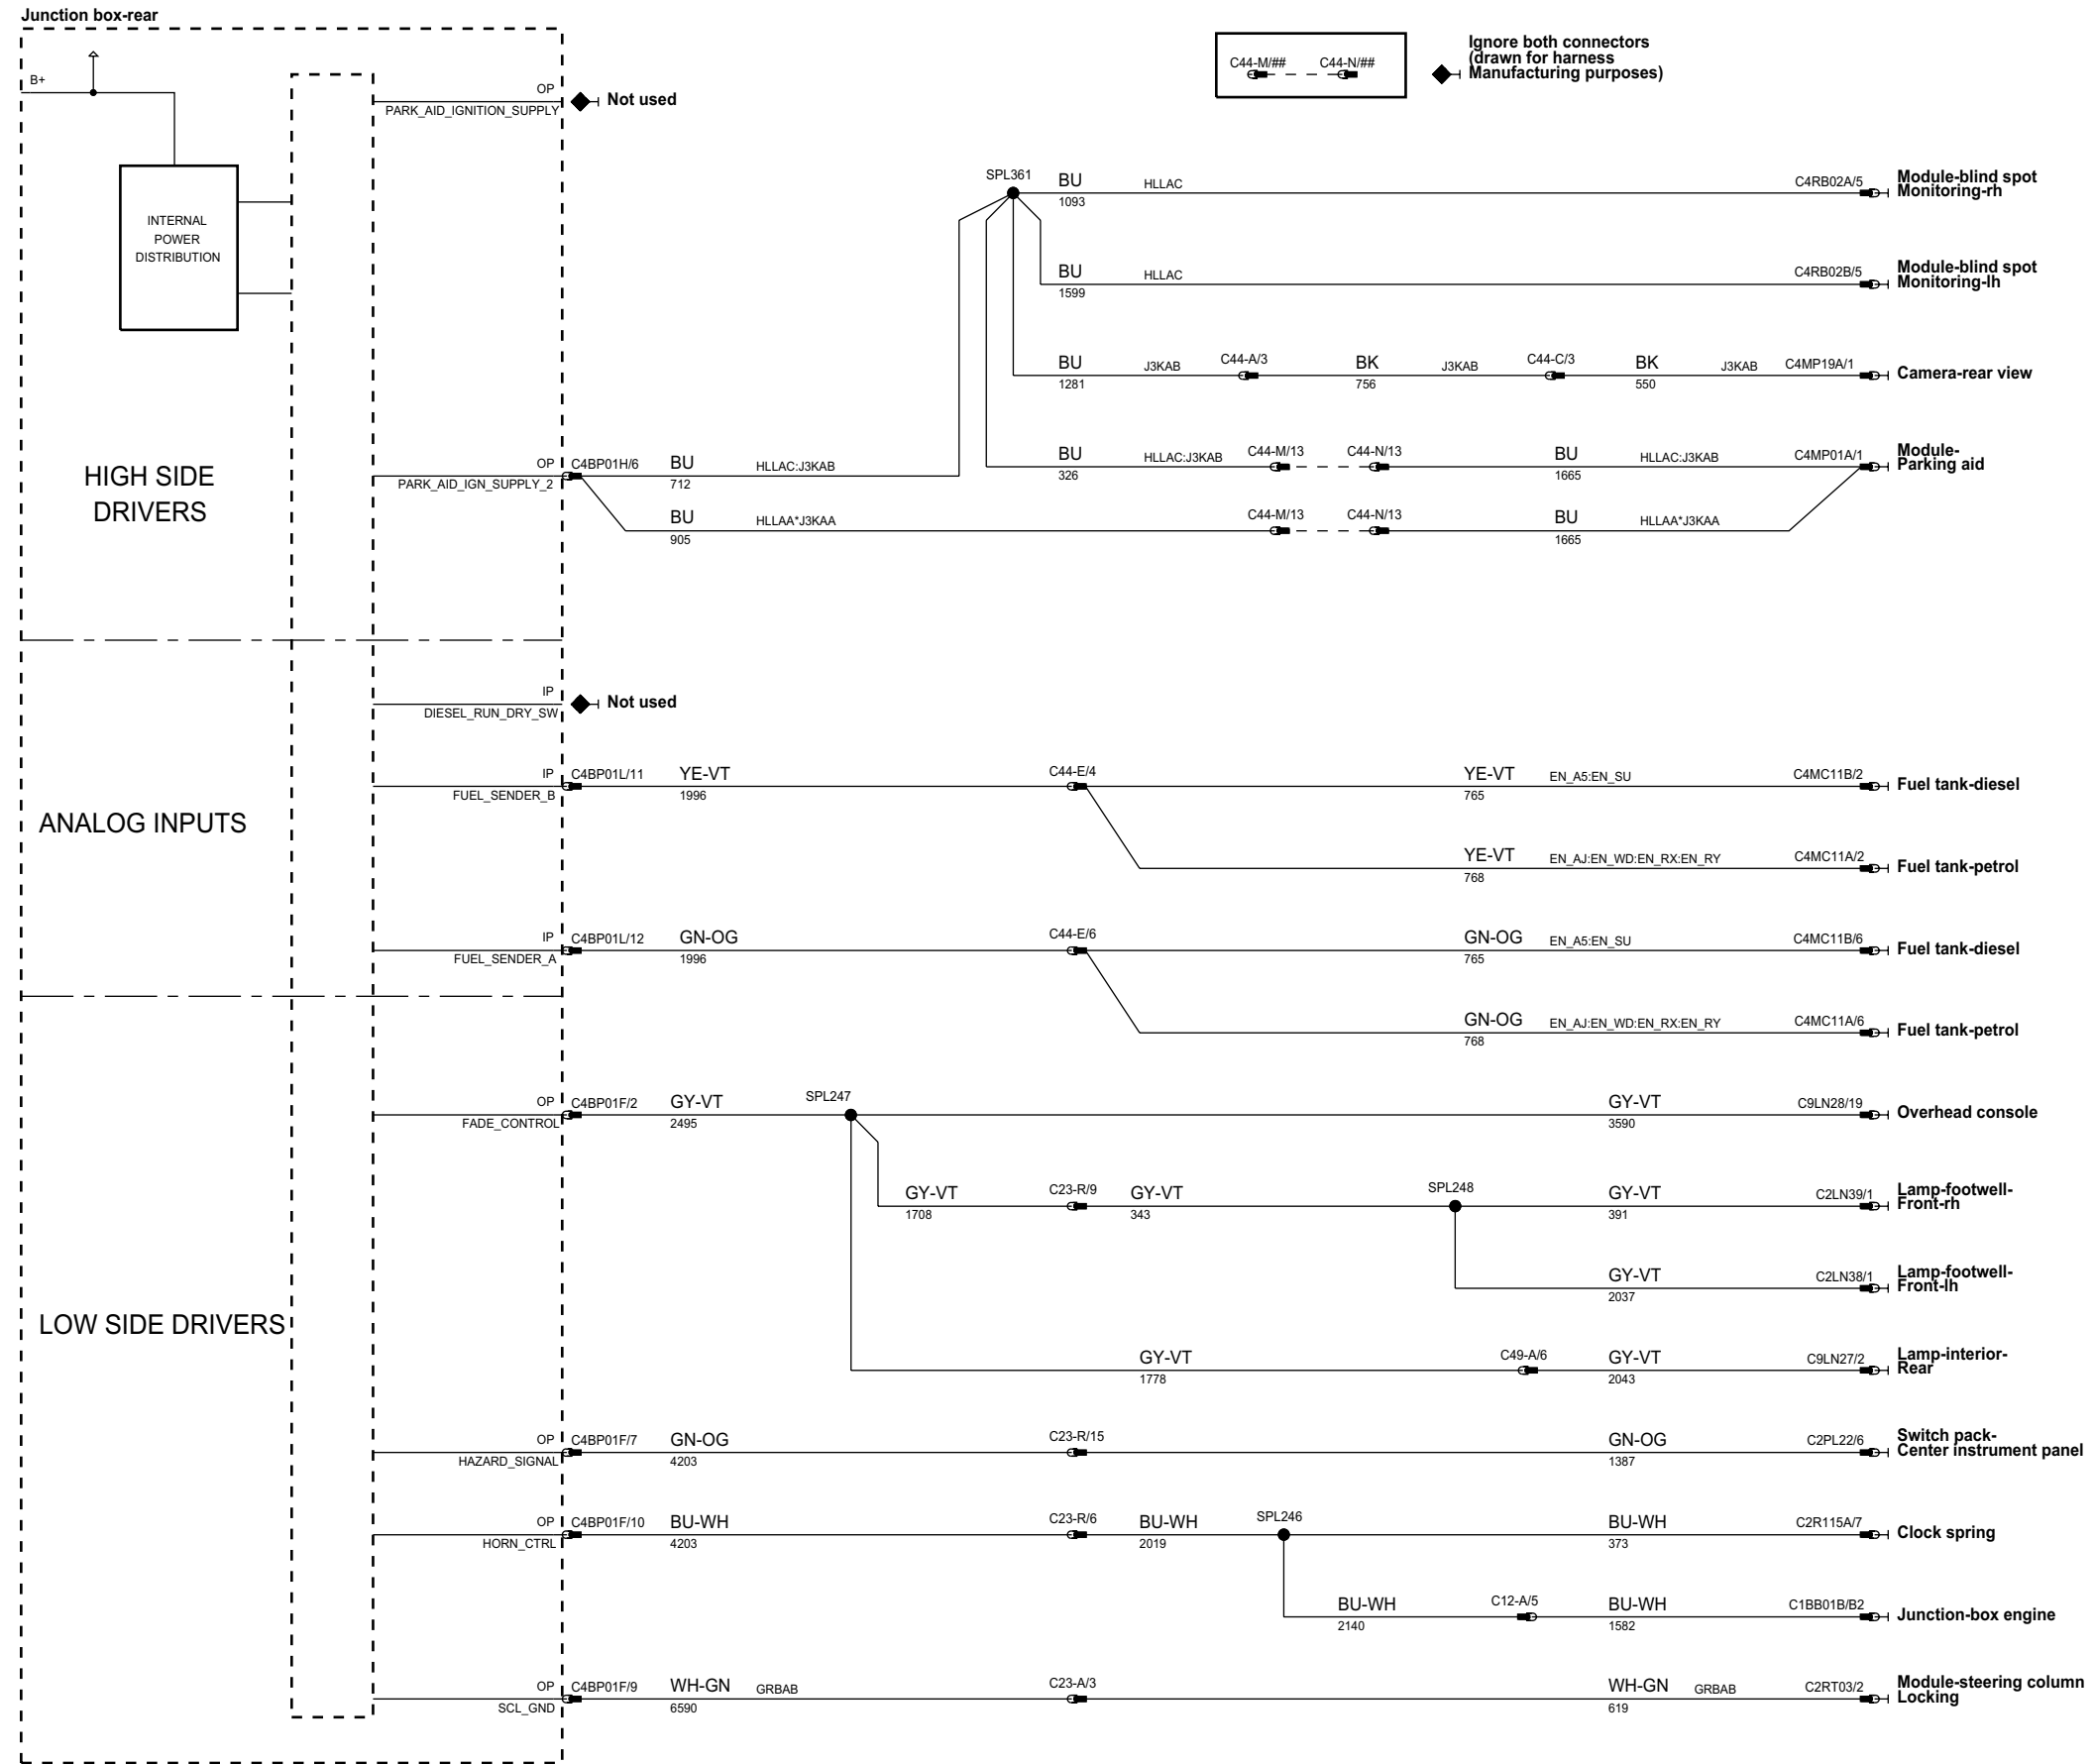 Junction box-rear
B+
INTERNAL
POWER
DISTRIBUTION
HIGH SIDE
DRIVERS
ANALOG INPUTS
LOW SIDE DRIVERS
C44-M/## C44-N/##
Ignore both connectors
(drawn for harness
Manufacturing purposes)
OP
PARK_AID_IGNITION_SUPPLY
Not used
SPL361
BU HLLAC C4RB02A/5
1093
Module-blind spot
Monitoring-rh
BU HLLAC C4RB02B/5
1599
Module-blind spot
Monitoring-lh
BU J3KAB C44-A/3 BK J3KAB C44-C/3 BK J3KAB C4MP19A/1
1281 756 550
Camera-rear view
OP C4BP01H/6 BU HLLAC:J3KAB
PARK_AID_IGN_SUPPLY_2 712
BU HLLAC:J3KAB C44-M/13 C44-N/13 BU HLLAC:J3KAB C4MP01A/1
326 1665
Module-
Parking aid
BU HLLAA*J3KAA C44-M/13 C44-N/13 BU HLLAA*J3KAA
905 1665
IP
DIESEL_RUN_DRY_SW
Not used
IP C4BP01L/11 YE-VT C44-E/4 YE-VT EN_A5:EN_SU C4MC11B/2
FUEL_SENDER_B 1996 765
Fuel tank-diesel
YE-VT EN_AJ:EN_WD:EN_RX:EN_RY C4MC11A/2
768
Fuel tank-petrol
IP C4BP01L/12 GN-OG C44-E/6 GN-OG EN_A5:EN_SU C4MC11B/6
FUEL_SENDER_A 1996 765
Fuel tank-diesel
GN-OG EN_AJ:EN_WD:EN_RX:EN_RY C4MC11A/6
768
Fuel tank-petrol
OP C4BP01F/2 GY-VT SPL247 GY-VT C9LN28/19
FADE_CONTROL 2495 3590
Overhead console
GY-VT C23-R/9 GY-VT SPL248 GY-VT C2LN39/1
1708 343 391
Lamp-footwell-
Front-rh
GY-VT C2LN38/1
2037
Lamp-footwell-
Front-lh
GY-VT C49-A/6 GY-VT C9LN27/2
1778 2043
Lamp-interior-
Rear
OP C4BP01F/7 GN-OG C23-R/15 GN-OG C2PL22/6
HAZARD_SIGNAL 4203 1387
Switch pack-
Center instrument panel
OP C4BP01F/10 BU-WH C23-R/6 BU-WH SPL246 BU-WH C2R115A/7
HORN_CTRL 4203 2019 373
Clock spring
BU-WH C12-A/5 BU-WH C1BB01B/B2
2140 1582
Junction-box engine
OP C4BP01F/9 WH-GN GRBAB C23-A/3 WH-GN GRBAB C2RT03/2
SCL_GND 6590 619
Module-steering column
Locking